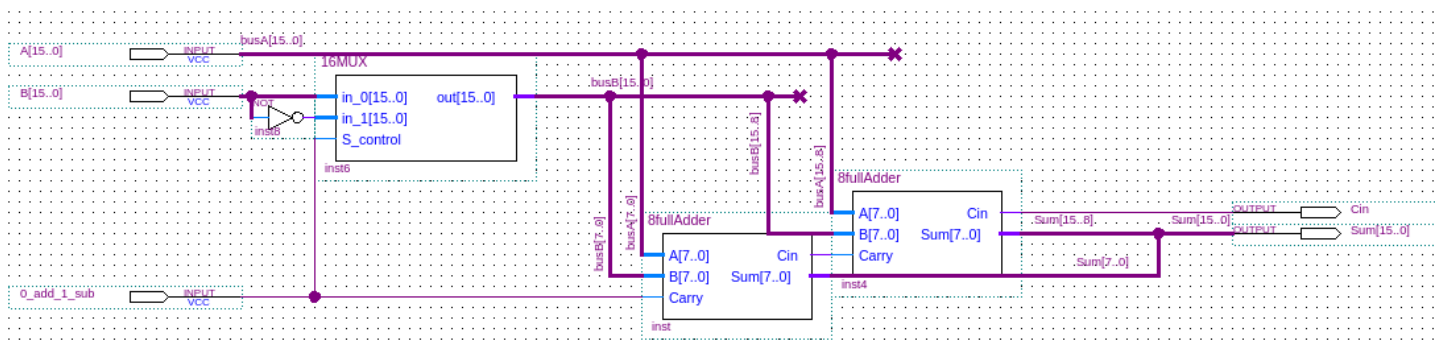 A[15..0]
INPUT
VCC
busA[15..0]
16MUX
B[15..0]
INPUT
VCC
NOT
inst8
in_0[15..0]
out[15..0]
in_1[15..0]
S_control
inst6
busB[15..0]
busB[15..8]
busA[15..8]
8fullAdder
A[7..0]
Cin
B[7..0]
Sum[7..0]
Carry
inst4
busB[7..0]
busA[7..0]
8fullAdder
A[7..0]
Cin
B[7..0]
Sum[7..0]
Carry
inst
0_add_1_sub
INPUT
VCC
Sum[15..8]
Sum[15..0]
Sum[7..0]
OUTPUT
Cin
OUTPUT
Sum[15..0]